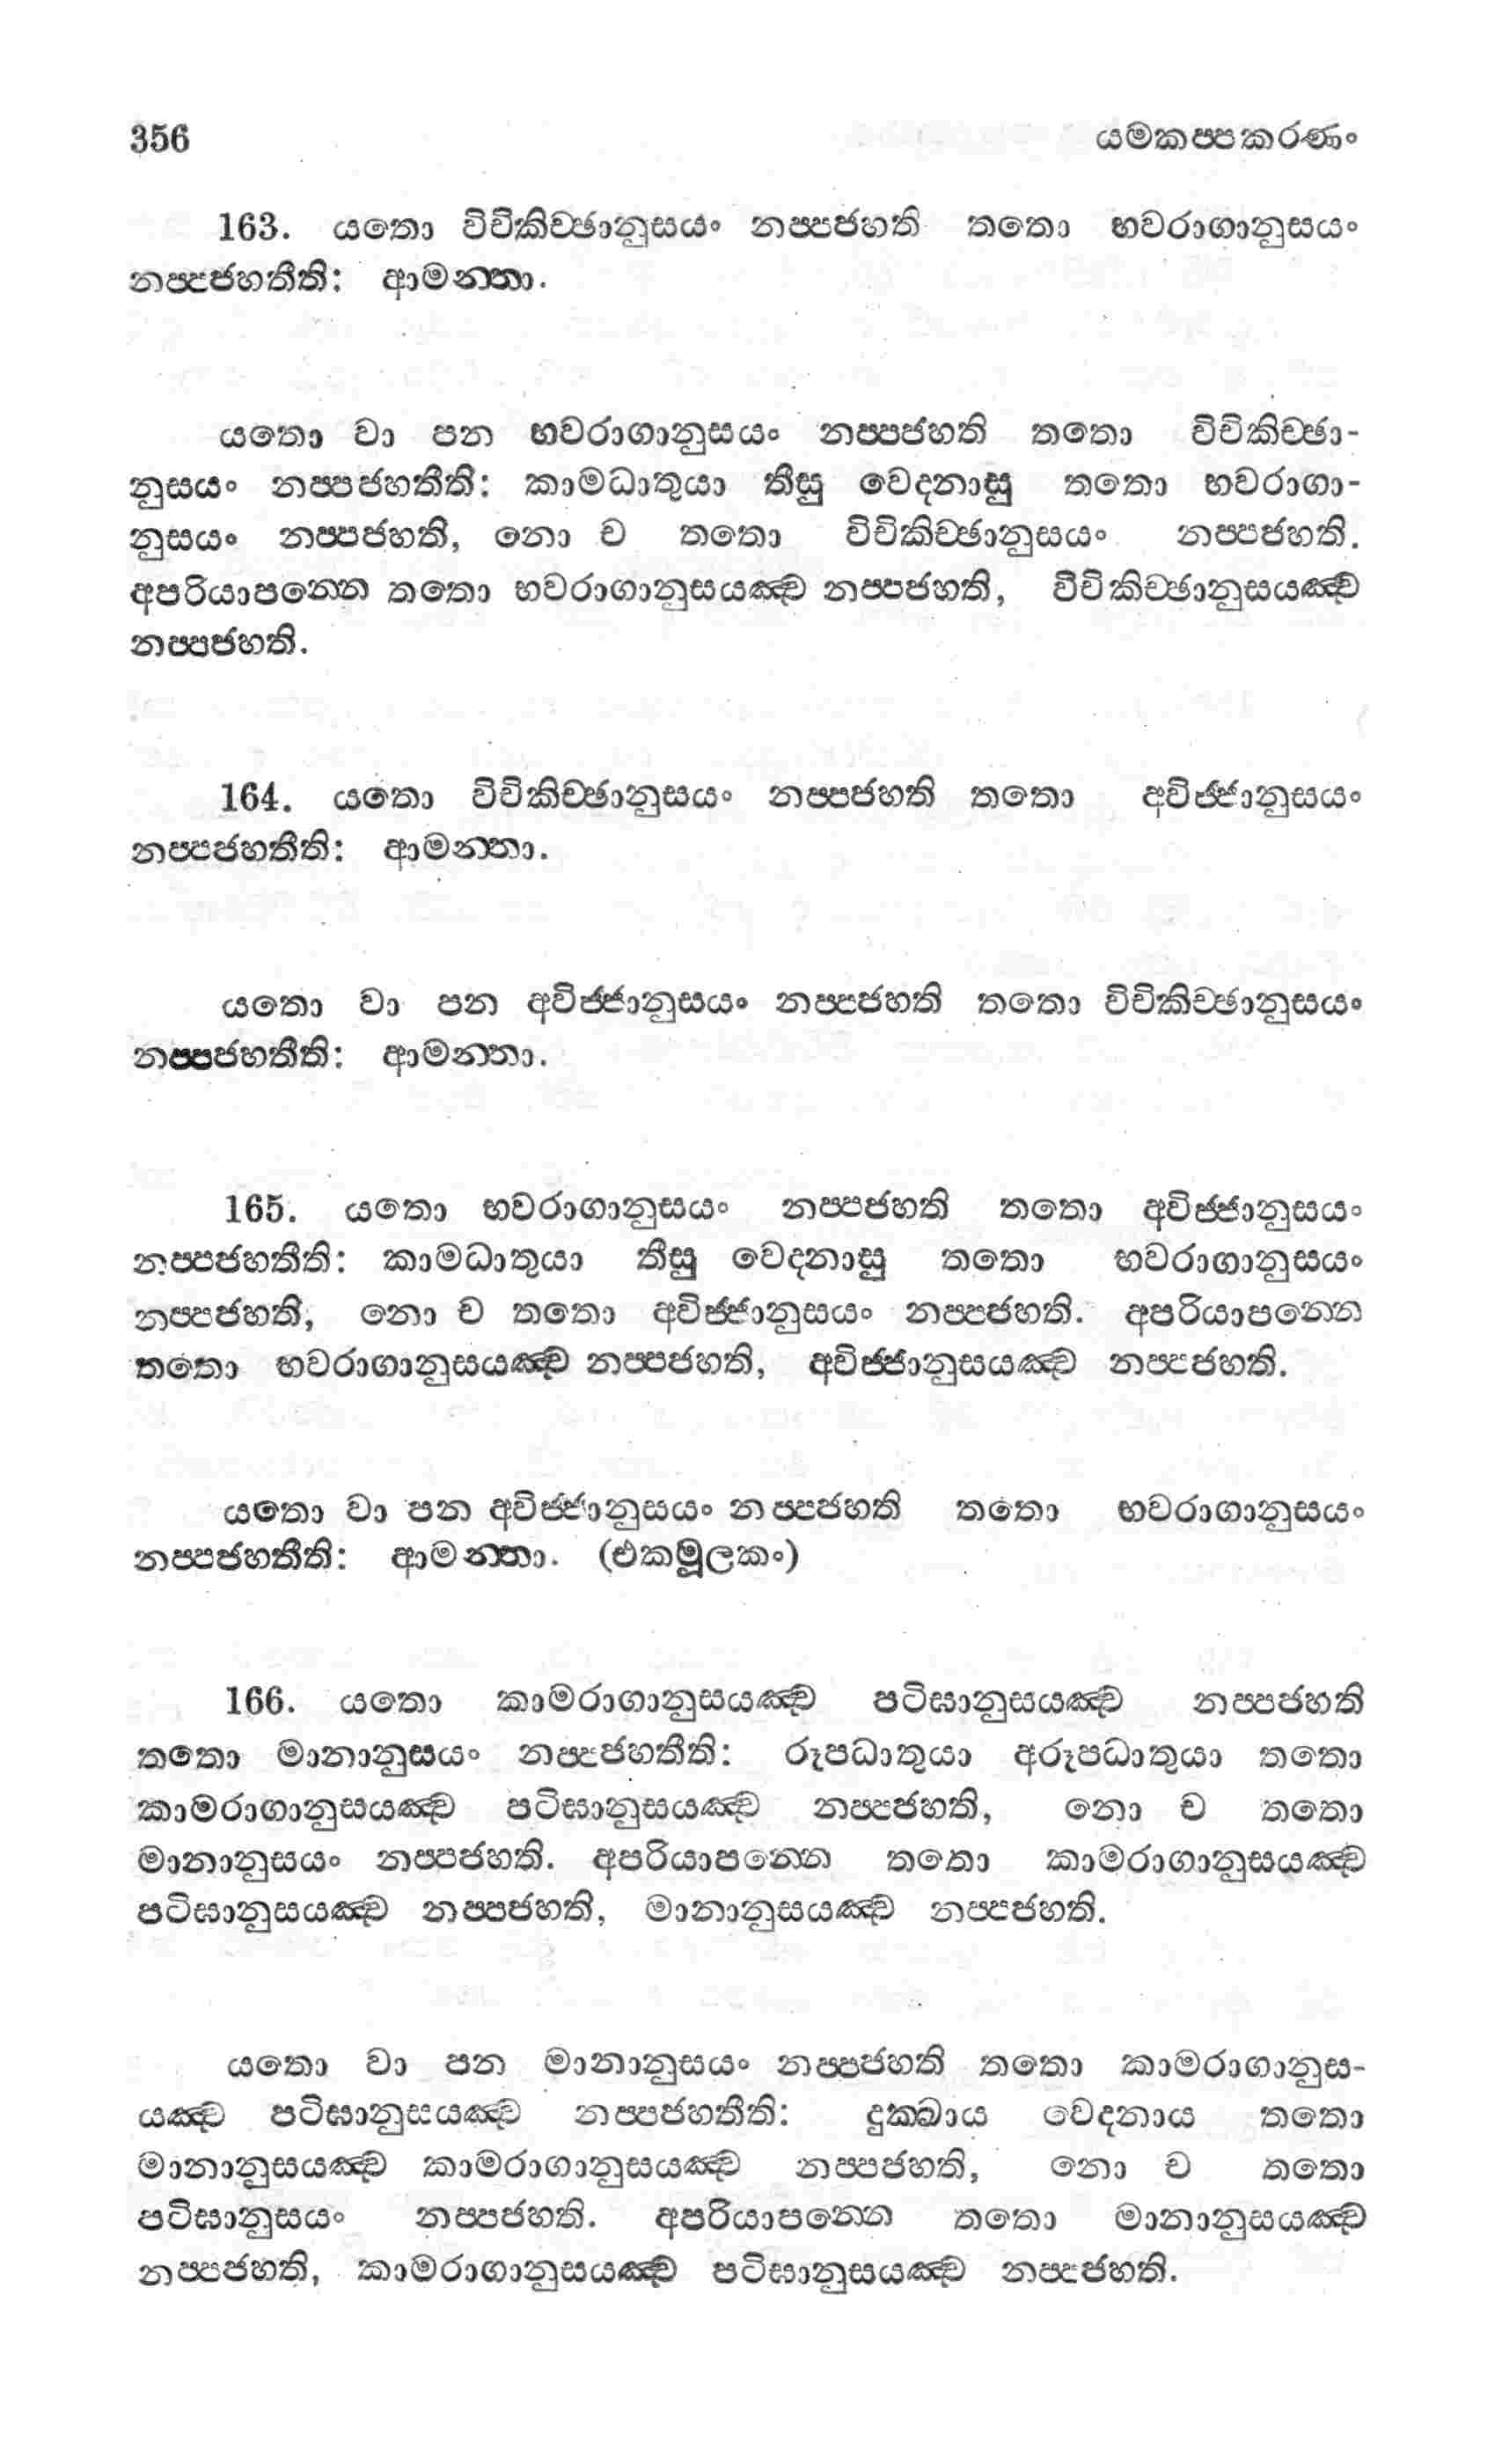 356 යමකප්පකරණං
163. යතො විචිකිච්ඡානුසයං නප්පජහති තතො භවරාගානුසයං
නප්පජහතීති: ආමන්තා.
යතො වා පන භවරාගානුසයං නප්පජහති තතො විචිකිච්ඡා-
නුසයං නප්පජහතීති: කාමධාතුයා තීසු වෙදනාසු තතො භවරාගා-
නුසයං නප්පජහති, නො ච තතො විචිකිච්ඡානුසයං නප්පජහති.
අපරියාපන්නෙ තතො භවරාගානුසයඤ්ච නප්පජහති, විචිකිච්ඡානුසයඤ්ච
නප්පජහති.
164. යතො විචිකිච්ඡානුසයං නප්පජහති තතො අවිජ්ජානුසයං
නප්පජහතීති: ආමන්තා.
යතො වා පන අවිජ්ජානුසයං නප්පජහති තතො විචිකිච්ඡානුසයං
නප්පජහතීති: ආමන්තා.
165. යතො භවරාගානුසයං නප්පජහති තතො අවිජ්ජානුසයං
නප්පජහතීති: කාමධාතුයා තීසු වෙදනාසු තතො භවරාගානුසයං
නප්පජහති, නො ච තතො අවිජ්ජානුසයං නප්පජහති. අපරියාපන්නෙ
තතො භවරාගානුසයඤ්ච නප්පජහති, අවිජ්ජානුසයඤ්ච නප්පජහති.
යතො වා පන අවිජ්ජානුසයං නප්පජහති තතො භවරාගානුසයං
නප්පජහතීති: ආමන්තා. (එකමූලකං)
166. යතො කාමරාගානුසයඤ්ච පටිඝානුසයඤ්ච නප්පජහති
තතො මානානුසයං නප්පජහතීති: රූපධාතුයා අරූපධාතුයා තතො
කාමරාගානුසයඤ්ච පටිඝානුසයඤ්ච නප්පජහති, නො ච තතො
මානානුසයං නප්පජහති. අපරියාපන්නෙ තතො කාමරාගානුසයඤ්ච
පටිඝානුසයඤ්ච නප්පජහති, මානානුසයඤ්ච නප්පජහති.
යතො වා පන මානානුසයං නප්පජහති තතො කාමරාගානුස-
යඤ්ච පටිඝානුසයඤ්ච නප්පජහතීති: දුක්ඛාය වෙදනාය තතො
මානානුසයඤ්ච කාමරාගානුසයඤ්ච නප්පජහති, නො ච තතො
පටිඝානුසයං නප්පජහති. අපරියාපන්නෙ තතො මානානුසයඤ්ච
නප්පජහති, කාමරාගානුසයඤ්ච පටිඝානුසයඤ්ච නප්පජහති.